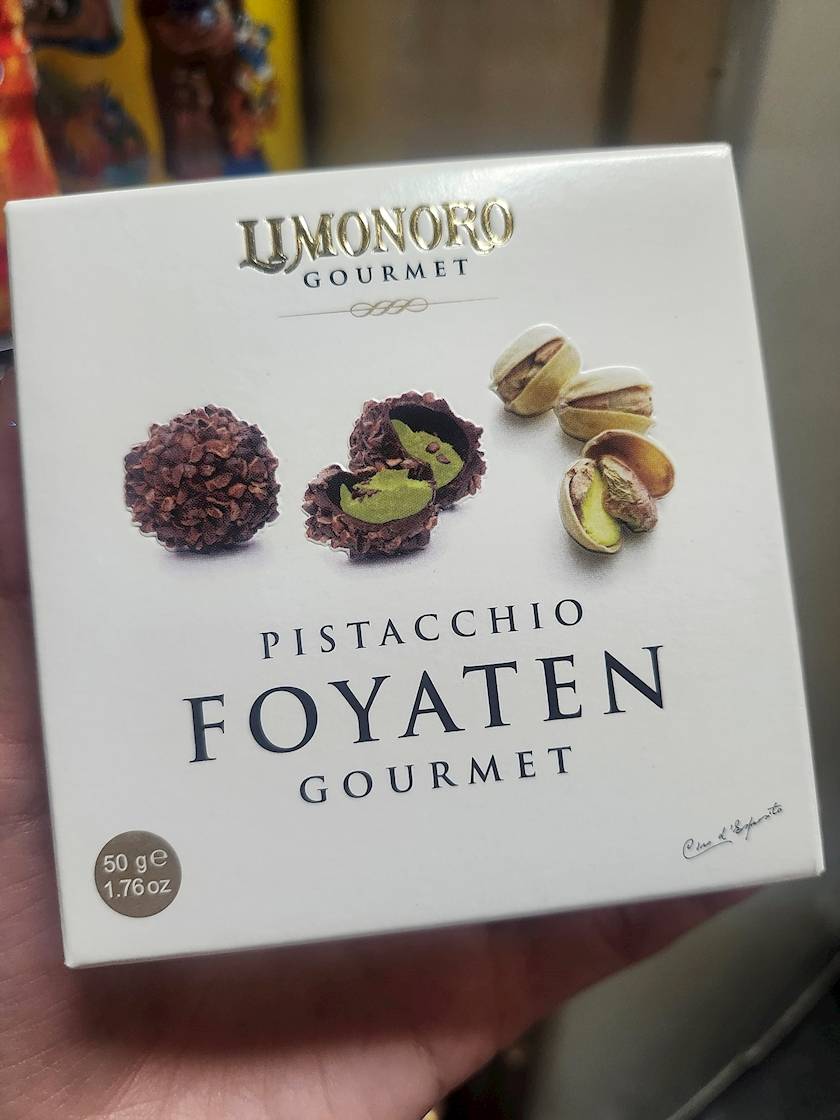 LIMONORO
GOURMET
PISTACCHIO
FOYATEN
GOURMET
50 g℮
1.76 oz